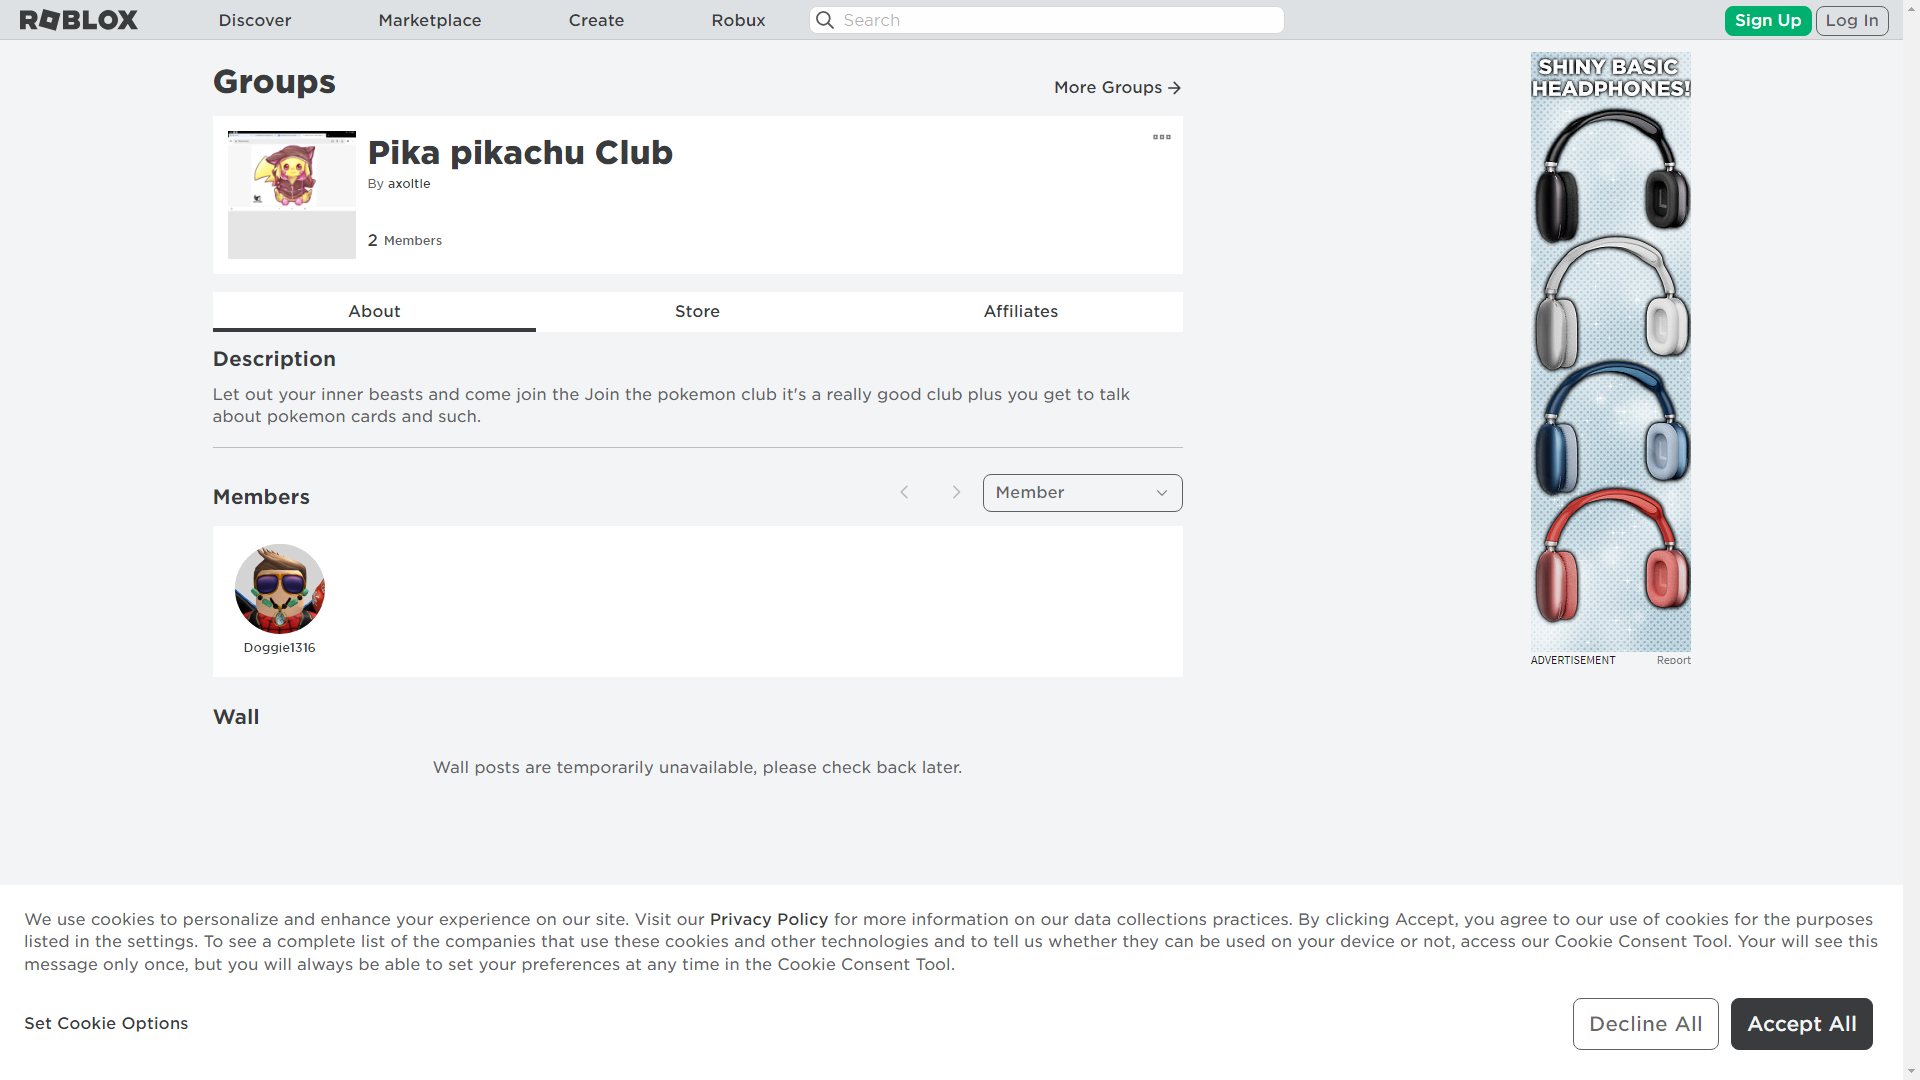 ROBLOX
Discover
Marketplace
Create
Robux
Search
Sign Up
Log In
Groups
More Groups
Pika pikachu Club
By axoltle
2 Members
About
Store
Affiliates
Description
Let out your inner beasts and come join the Join the pokemon club it's a really good club plus you get to talk
about pokemon cards and such.
Members
Member
Doggie1316
Wall
Wall posts are temporarily unavailable, please check back later.
SHINY BASIC
HEADPHONES!
ADVERTISEMENT
Report
We use cookies to personalize and enhance your experience on our site. Visit our Privacy Policy for more information on our data collections practices. By clicking Accept, you agree to our use of cookies for the purposes
listed in the settings. To see a complete list of the companies that use these cookies and other technologies and to tell us whether they can be used on your device or not, access our Cookie Consent Tool. Your will see this
message only once, but you will always be able to set your preferences at any time in the Cookie Consent Tool.
Set Cookie Options
Decline All
Accept All